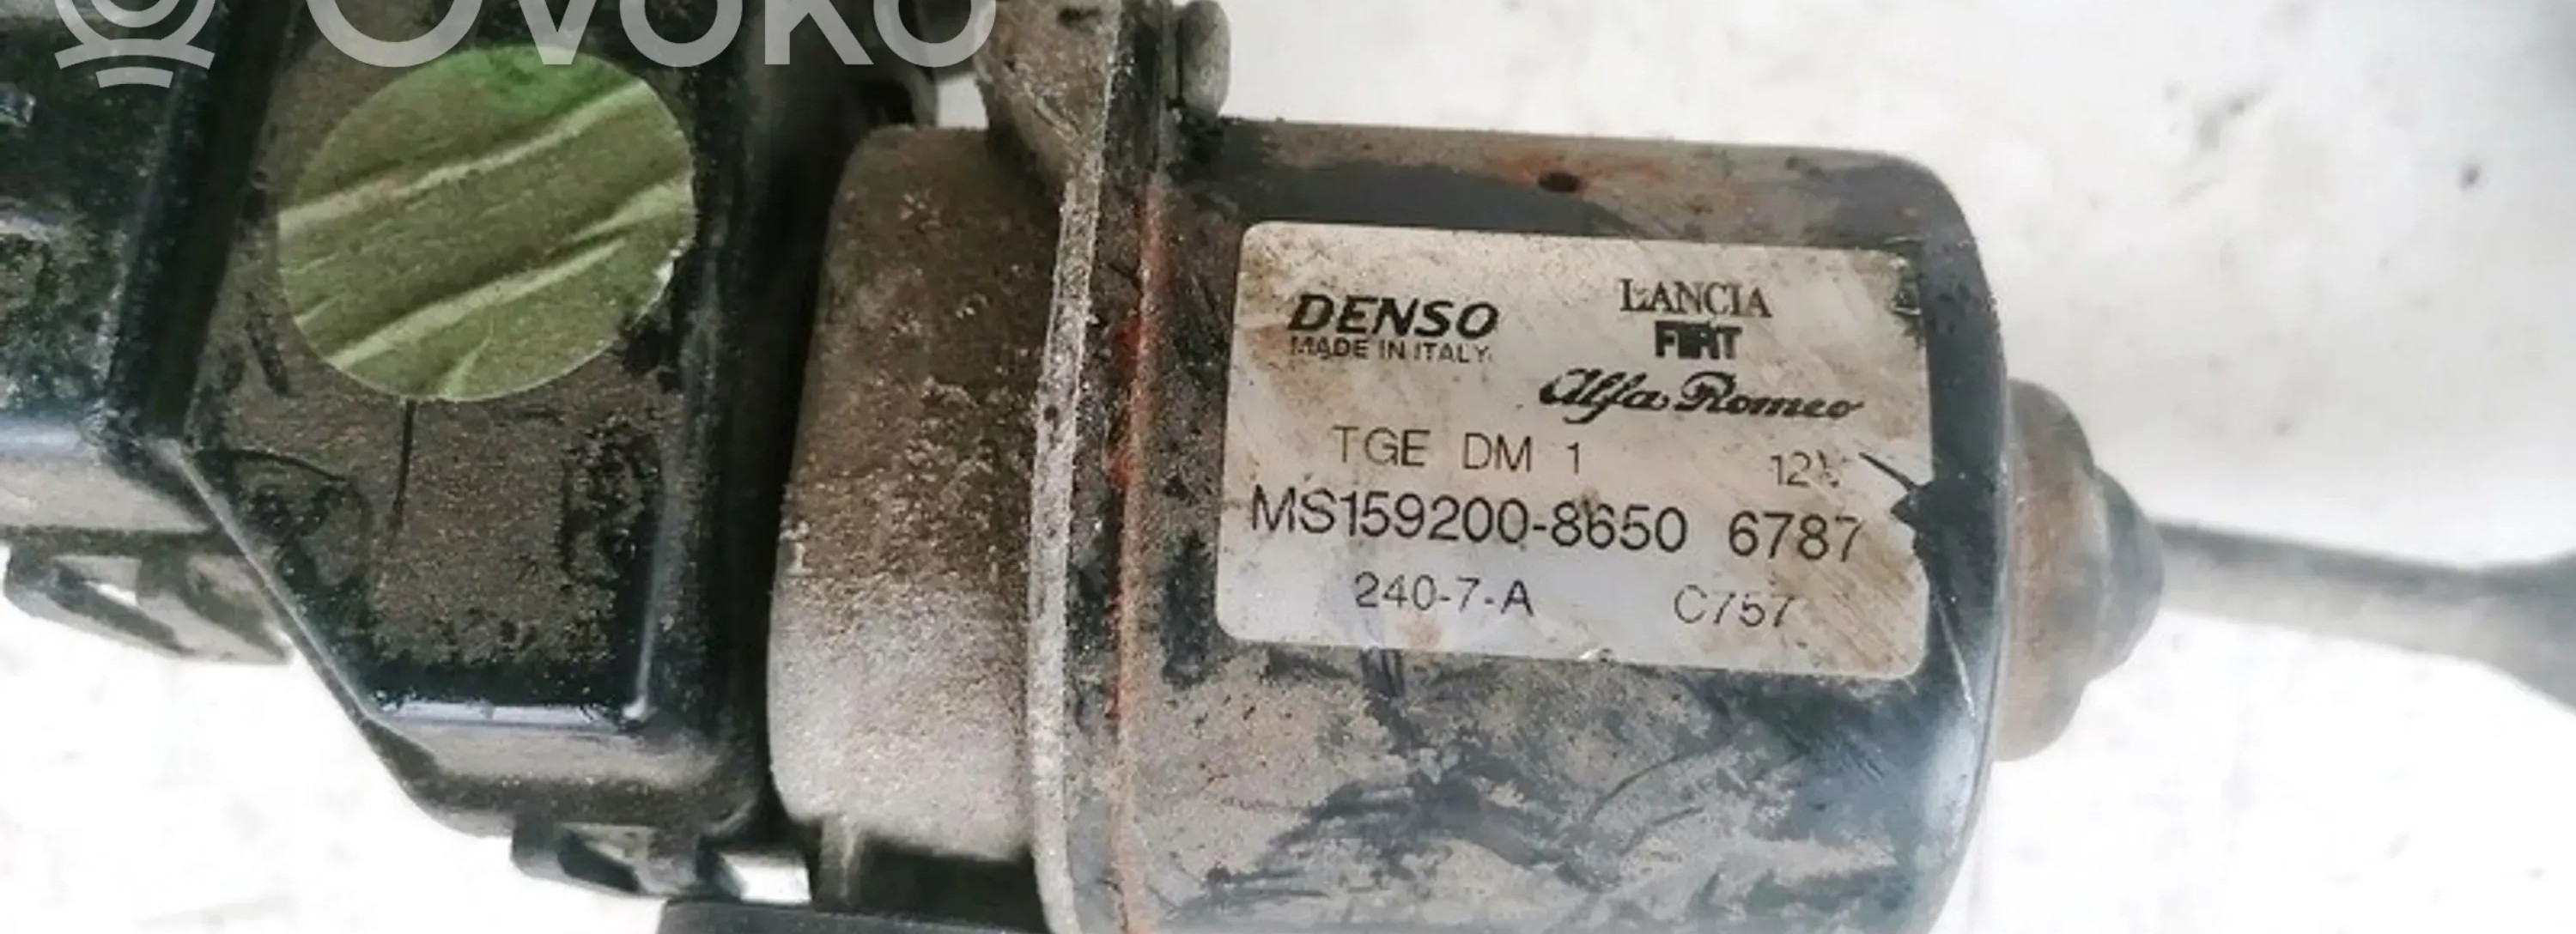 Ovoko
DENSO
MADE IN ITALY
LANCIA
FIAT
Alfa Romeo
TGE DM 1 12V
MS159200-8650 6787
240-7-A C757